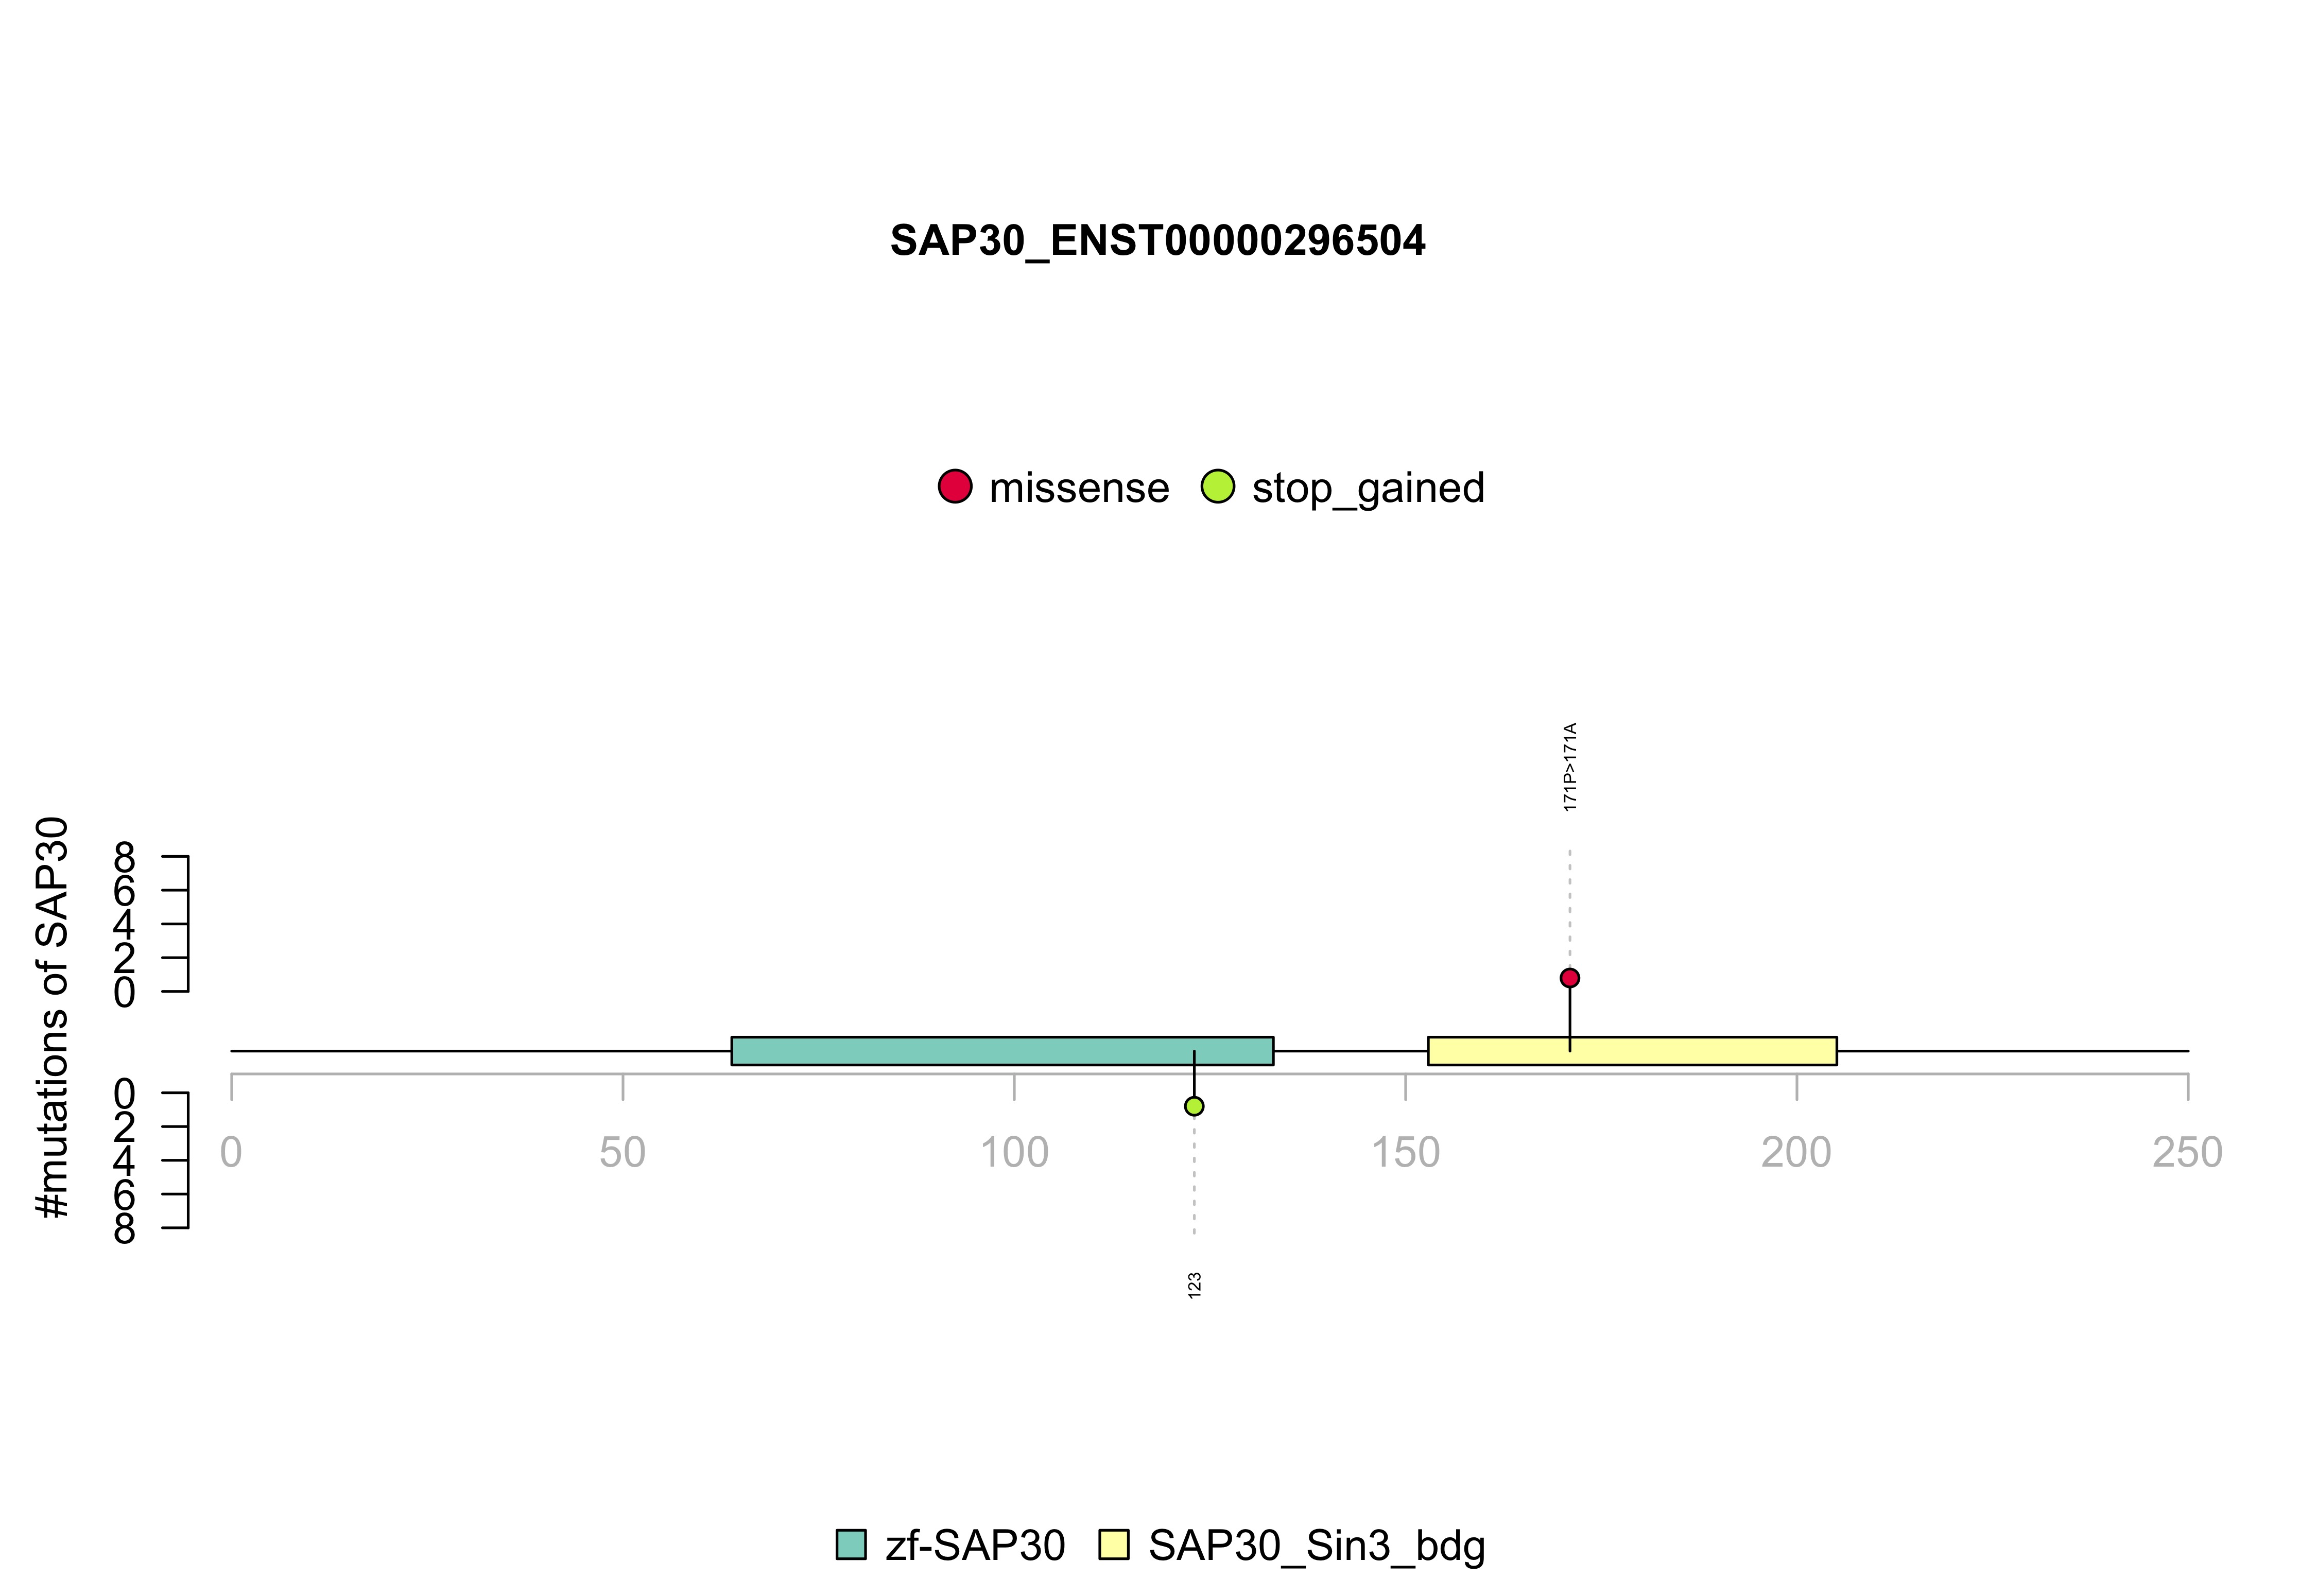 SAP30_ENST00000296504
missense stop_gained
171P>171A
#mutations of SAP30
8
6
4
2
0
0
2
4
6
8
0 50 100 150 200 250
123
zf-SAP30 SAP30_Sin3_bdg